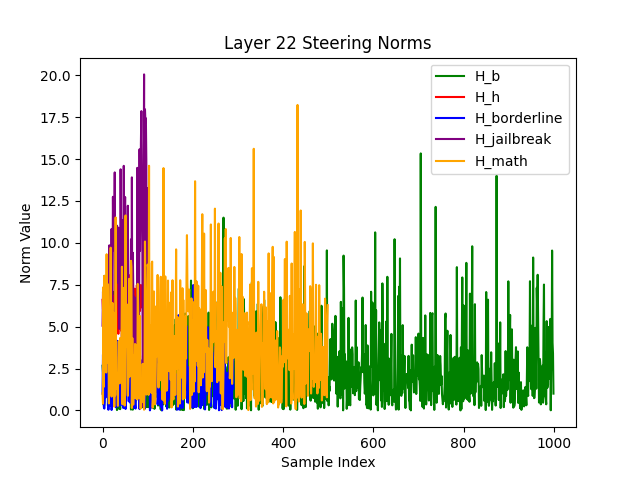 Layer 22 Steering Norms
20.0
17.5
15.0
12.5
10.0
7.5
5.0
2.5
0.0
Norm Value
H_b
H_h
H_borderline
H_jailbreak
H_math
0 200 400 600 800 1000
Sample Index